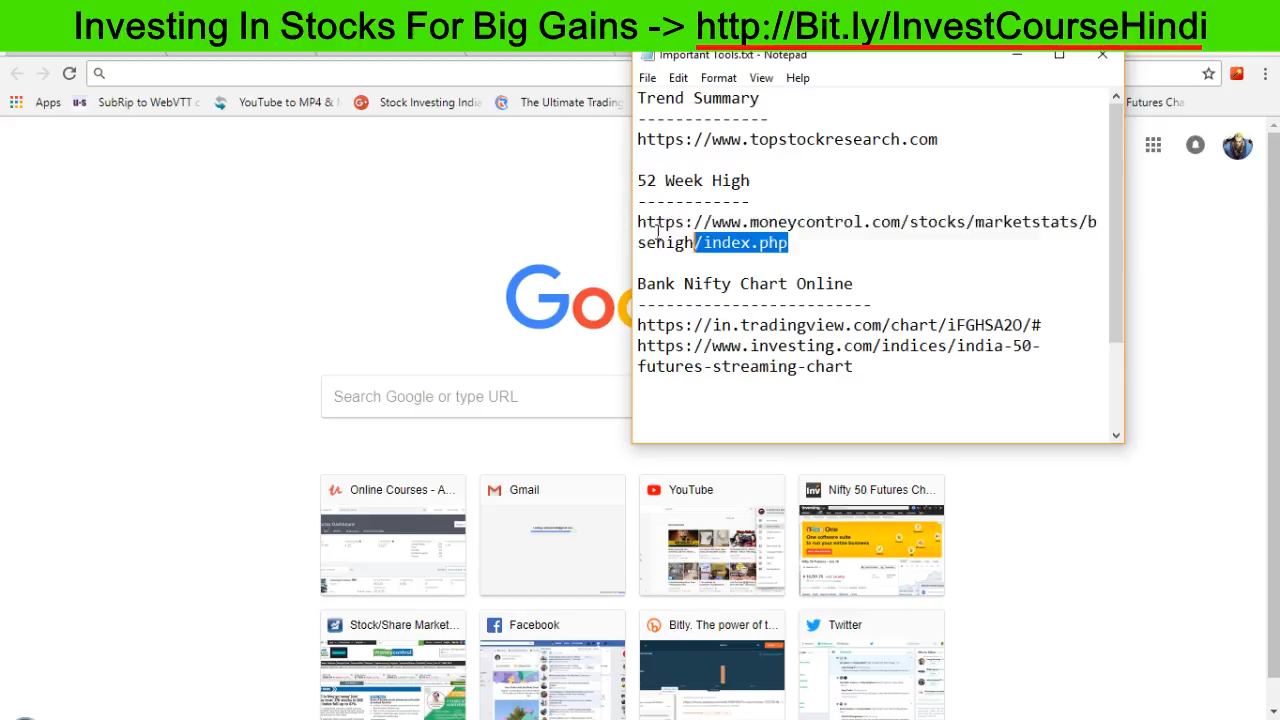 Investing In Stocks For Big Gains -> http://Bit.ly/InvestCourseHindi
Important Tools.txt - Notepad
File Edit Format View Help
Apps SubRip to WebVTT c YouTube to MP4 & Stock Investing India The Ultimate Trading Futures Cha
Trend Summary
--------------
https://www.topstockresearch.com
52 Week High
------------
https://www.moneycontrol.com/stocks/marketstats/b
sehigh/index.php
Bank Nifty Chart Online
-------------------------
https://in.tradingview.com/chart/iFGHSA2O/#
https://www.investing.com/indices/india-50-
futures-streaming-chart
Goo
Search Google or type URL
Online Courses - A... Gmail YouTube Nifty 50 Futures Ch...
Stock/Share Market... Facebook Bitly. The power of t... Twitter